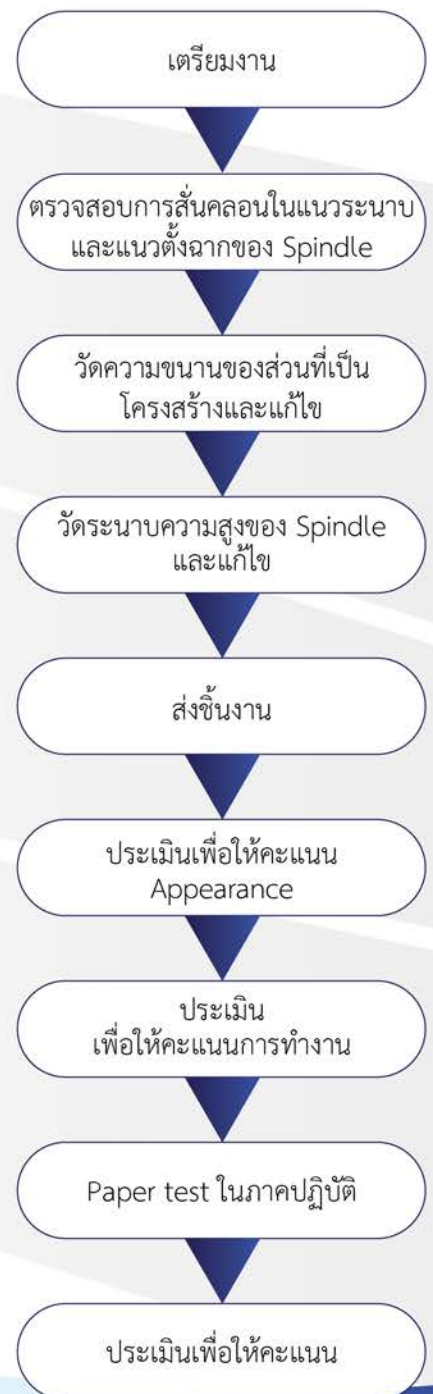 เตรียมงาน
ตรวจสอบการสั่นคลอนในแนวระนาบ
และแนวตั้งฉากของ Spindle
วัดความขนานของส่วนที่เป็น
โครงสร้างและแก้ไข
วัดระนาบความสูงของ Spindle
และแก้ไข
ส่งชิ้นงาน
ประเมินเพื่อให้คะแนน
Appearance
ประเมิน
เพื่อให้คะแนนการทำงาน
Paper test ในภาคปฏิบัติ
ประเมินเพื่อให้คะแนน